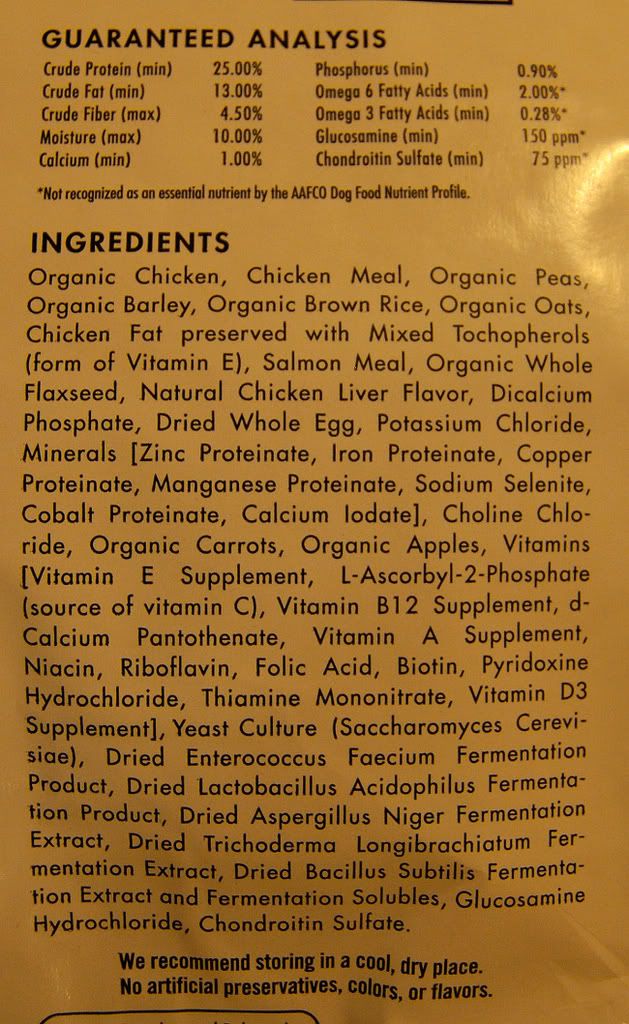 GUARANTEED ANALYSIS
Crude Protein (min) 25.00% Phosphorus (min) 0.90%
Crude Fat (min) 13.00% Omega 6 Fatty Acids (min) 2.00%*
Crude Fiber (max) 4.50% Omega 3 Fatty Acids (min) 0.28%*
Moisture (max) 10.00% Glucosamine (min) 150 ppm*
Calcium (min) 1.00% Chondroitin Sulfate (min) 75 ppm*
*Not recognized as an essential nutrient by the AAFCO Dog Food Nutrient Profile.
INGREDIENTS
Organic Chicken, Chicken Meal, Organic Peas,
Organic Barley, Organic Brown Rice, Organic Oats,
Chicken Fat preserved with Mixed Tochopherols
(form of Vitamin E), Salmon Meal, Organic Whole
Flaxseed, Natural Chicken Liver Flavor, Dicalcium
Phosphate, Dried Whole Egg, Potassium Chloride,
Minerals [Zinc Proteinate, Iron Proteinate, Copper
Proteinate, Manganese Proteinate, Sodium Selenite,
Cobalt Proteinate, Calcium Iodate], Choline Chlo-
ride, Organic Carrots, Organic Apples, Vitamins
[Vitamin E Supplement, L-Ascorbyl-2-Phosphate
(source of vitamin C), Vitamin B12 Supplement, d-
Calcium Pantothenate, Vitamin A Supplement,
Niacin, Riboflavin, Folic Acid, Biotin, Pyridoxine
Hydrochloride, Thiamine Mononitrate, Vitamin D3
Supplement], Yeast Culture (Saccharomyces Cerevi-
siae), Dried Enterococcus Faecium Fermentation
Product, Dried Lactobacillus Acidophilus Fermenta-
tion Product, Dried Aspergillus Niger Fermentation
Extract, Dried Trichoderma Longibrachiatum Fer-
mentation Extract, Dried Bacillus Subtilis Fermenta-
tion Extract and Fermentation Solubles, Glucosamine
Hydrochloride, Chondroitin Sulfate.
We recommend storing in a cool, dry place.
No artificial preservatives, colors, or flavors.